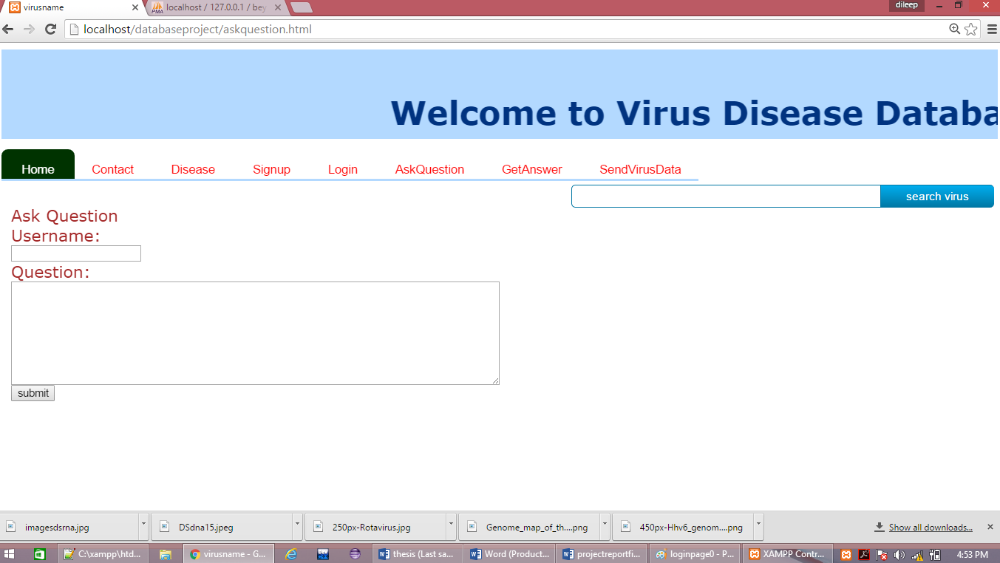 virusname
localhost / 127.0.0.1 / bey
dileep
localhost/databaseproject/askquestion.html
Welcome to Virus Disease Databa
Home Contact Disease Signup Login AskQuestion GetAnswer SendVirusData
search virus
Ask Question
Username:
Question:
submit
imagesdsrna.jpg DSdna15.jpeg 250px-Rotavirus.jpg Genome_map_of_th....png 450px-Hhv6_genom....png Show all downloads...
C:\xampp\htd... virusname - G... thesis (Last sa... Word (Product... projectreportfi... loginpage0 - P... XAMPP Contr... 4:53 PM